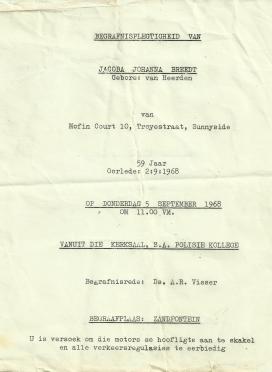 BEGRAFNISPLEGTIGHEID VAN
JACOBA JOHANNA BREEDT
Gebore: van Heerden
van
Mofin Court 10, Troyestraat, Sunnyside
59 Jaar
Oorlede: 2:9:1968
OP DONDERDAG 5 SEPTEMBER 1968
OM 11.00 VM.
VANUIT DIE KERKSAAL, S.A. POLISIE KOLLEGE
Begrafnisrede: Ds. A.R. Visser
BEGRAAFPLAAS: ZANDFONTEIN
U is versoek om die motors se hoofligte aan te skakel
en alle verkeersregulasies te eerbiedig